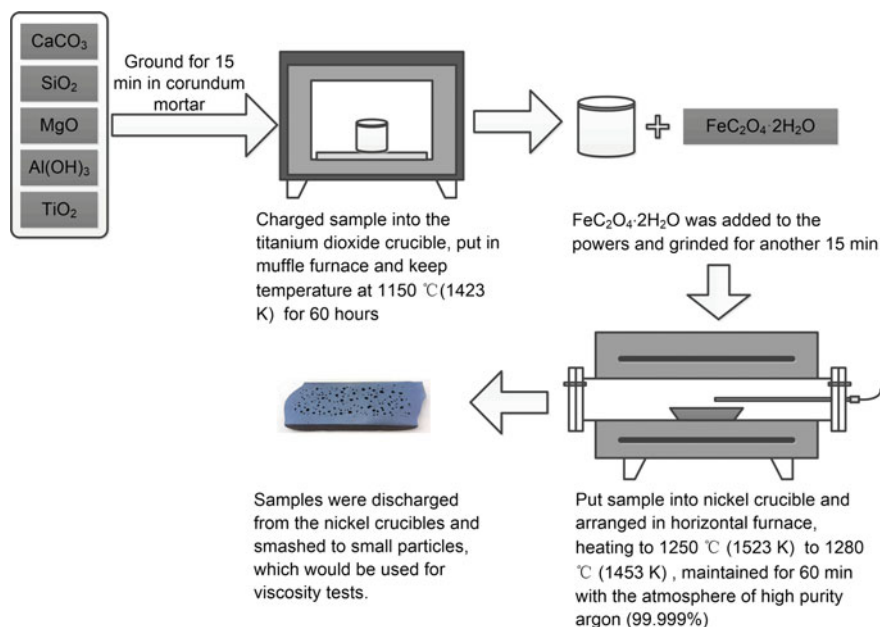 CaCO₃
SiO₂
MgO
Al(OH)₃
TiO₂
Ground for 15
min in corundum
mortar
FeC₂O₄·2H₂O
Charged sample into the
titanium dioxide crucible, put in
muffle furnace and keep
temperature at 1150 ℃(1423
K) for 60 hours
FeC₂O₄·2H₂O was added to the
powers and grinded for another 15 min
Samples were discharged
from the nickel crucibles and
smashed to small particles,
which would be used for
viscosity tests.
Put sample into nickel crucible and
arranged in horizontal furnace,
heating to 1250 ℃ (1523 K) to 1280
℃ (1453 K) , maintained for 60 min
with the atmosphere of high purity
argon (99.999%)